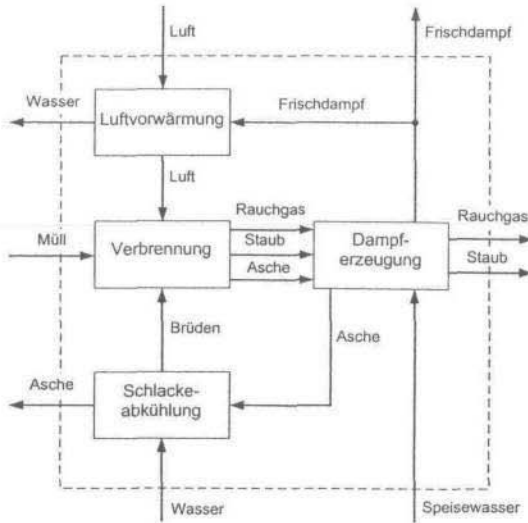 Luft
Frischdampf
Wasser
Luftvorwärmung
Frischdampf
Luft
Müll
Verbrennung
Rauchgas
Staub
Asche
Dampf-
erzeugung
Rauchgas
Staub
Brüden
Asche
Asche
Schlacke-
abkühlung
Wasser
Speisewasser